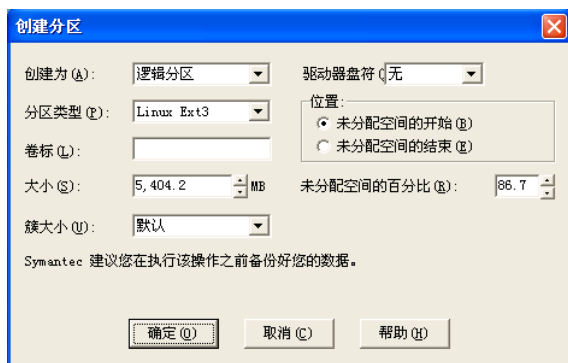 创建分区
创建为(A): 逻辑分区 驱动器盘符( 无
分区类型(P): Linux Ext3 位置:
未分配空间的开始(B)
卷标(L): 未分配空间的结束(E)
大小(S): 5,404.2 MB 未分配空间的百分比(R): 86.7
簇大小(U): 默认
Symantec 建议您在执行该操作之前备份好您的数据。
确定(O) 取消(C) 帮助(H)